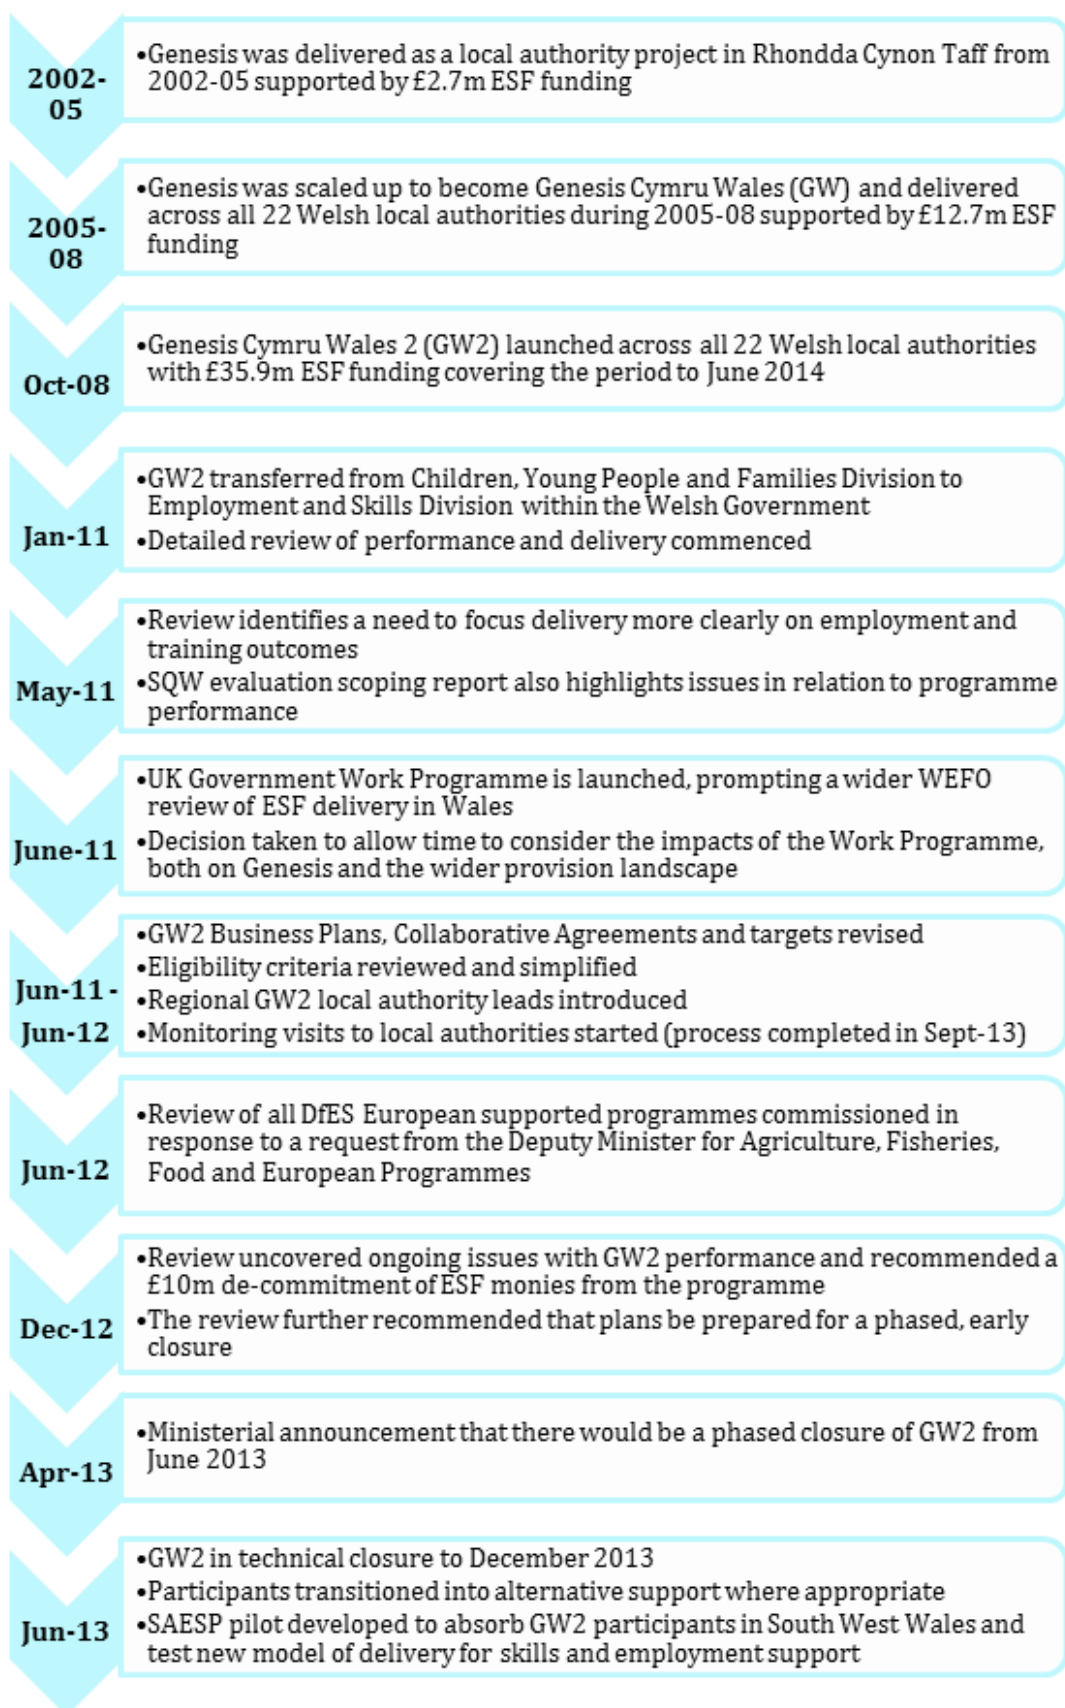 2002-
05
•Genesis was delivered as a local authority project in Rhondda Cynon Taff from
2002-05 supported by £2.7m ESF funding
2005-
08
•Genesis was scaled up to become Genesis Cymru Wales (GW) and delivered
across all 22 Welsh local authorities during 2005-08 supported by £12.7m ESF
funding
Oct-08
•Genesis Cymru Wales 2 (GW2) launched across all 22 Welsh local authorities
with £35.9m ESF funding covering the period to June 2014
Jan-11
•GW2 transferred from Children, Young People and Families Division to
Employment and Skills Division within the Welsh Government
•Detailed review of performance and delivery commenced
May-11
•Review identifies a need to focus delivery more clearly on employment and
training outcomes
•SQW evaluation scoping report also highlights issues in relation to programme
performance
June-11
•UK Government Work Programme is launched, prompting a wider WEFO
review of ESF delivery in Wales
•Decision taken to allow time to consider the impacts of the Work Programme,
both on Genesis and the wider provision landscape
Jun-11 -
Jun-12
•GW2 Business Plans, Collaborative Agreements and targets revised
•Eligibility criteria reviewed and simplified
•Regional GW2 local authority leads introduced
•Monitoring visits to local authorities started (process completed in Sept-13)
Jun-12
•Review of all DfES European supported programmes commissioned in
response to a request from the Deputy Minister for Agriculture, Fisheries,
Food and European Programmes
Dec-12
•Review uncovered ongoing issues with GW2 performance and recommended a
£10m de-commitment of ESF monies from the programme
•The review further recommended that plans be prepared for a phased, early
closure
Apr-13
•Ministerial announcement that there would be a phased closure of GW2 from
June 2013
Jun-13
•GW2 in technical closure to December 2013
•Participants transitioned into alternative support where appropriate
•SAESP pilot developed to absorb GW2 participants in South West Wales and
test new model of delivery for skills and employment support